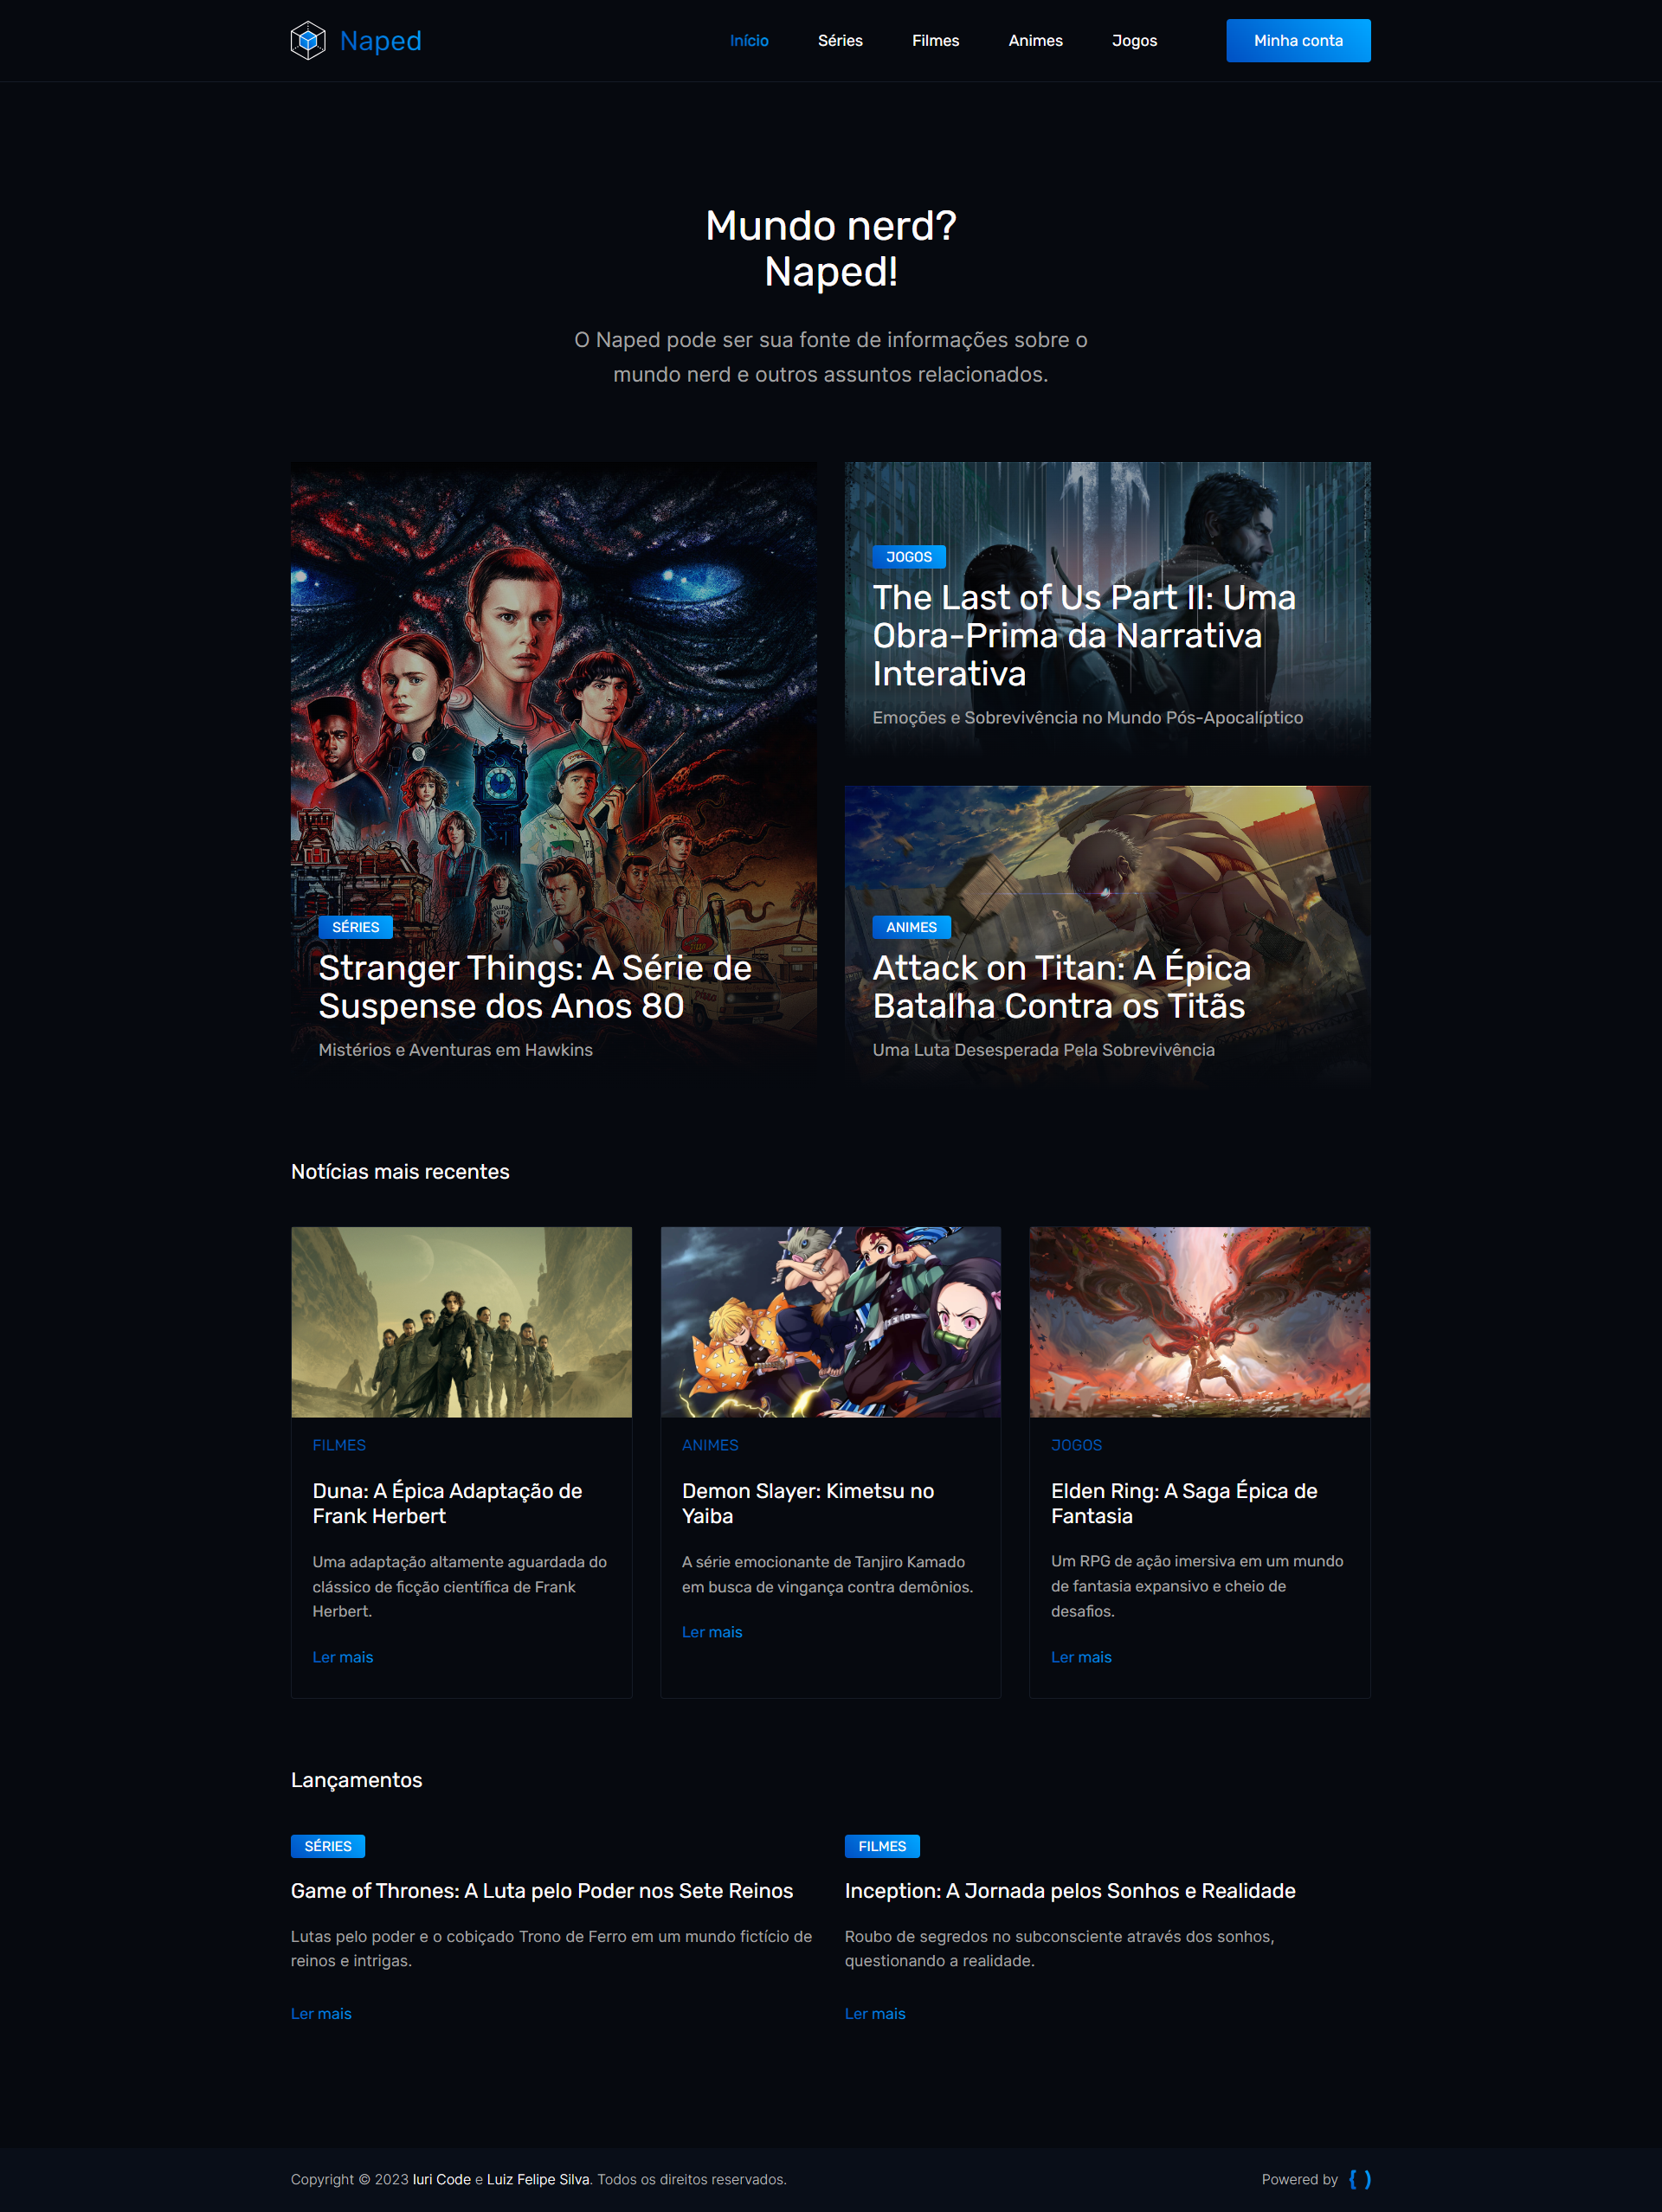 Naped
Início
Séries
Filmes
Animes
Jogos
Minha conta
Mundo nerd?
Naped!
O Naped pode ser sua fonte de informações sobre o
mundo nerd e outros assuntos relacionados.
SÉRIES
Stranger Things: A Série de
Suspense dos Anos 80
Mistérios e Aventuras em Hawkins
JOGOS
The Last of Us Part II: Uma
Obra-Prima da Narrativa
Interativa
Emoções e Sobrevivência no Mundo Pós-Apocalíptico
ANIMES
Attack on Titan: A Épica
Batalha Contra os Titãs
Uma Luta Desesperada Pela Sobrevivência
Notícias mais recentes
FILMES
Duna: A Épica Adaptação de
Frank Herbert
Uma adaptação altamente aguardada do
clássico de ficção científica de Frank
Herbert.
Ler mais
ANIMES
Demon Slayer: Kimetsu no
Yaiba
A série emocionante de Tanjiro Kamado
em busca de vingança contra demônios.
Ler mais
JOGOS
Elden Ring: A Saga Épica de
Fantasia
Um RPG de ação imersiva em um mundo
de fantasia expansivo e cheio de
desafios.
Ler mais
Lançamentos
SÉRIES
Game of Thrones: A Luta pelo Poder nos Sete Reinos
Lutas pelo poder e o cobiçado Trono de Ferro em um mundo fictício de
reinos e intrigas.
Ler mais
FILMES
Inception: A Jornada pelos Sonhos e Realidade
Roubo de segredos no subconsciente através dos sonhos,
questionando a realidade.
Ler mais
Copyright © 2023 Iuri Code e Luiz Felipe Silva. Todos os direitos reservados.
Powered by { )